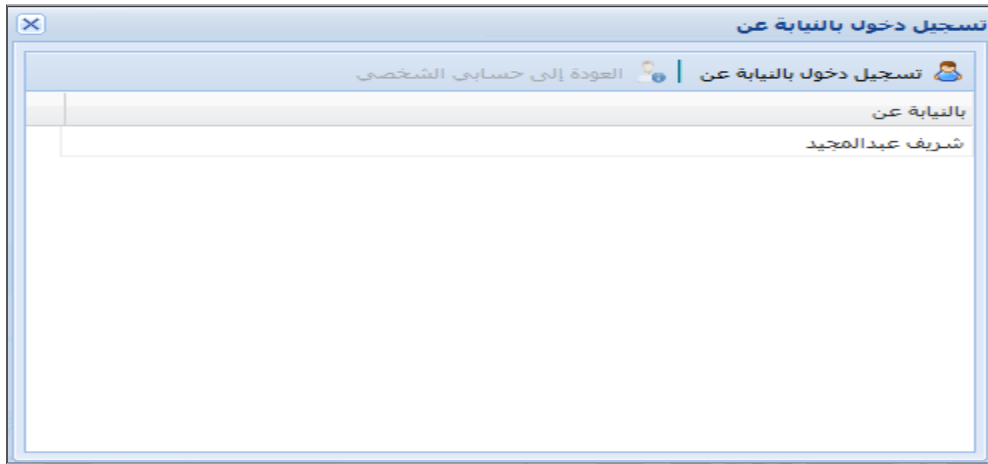 تسجيل دخول بالنيابة عن
تسجيل دخول بالنيابة عن العودة إلى حسابي الشخصي
بالنيابة عن
شريف عبدالمجيد